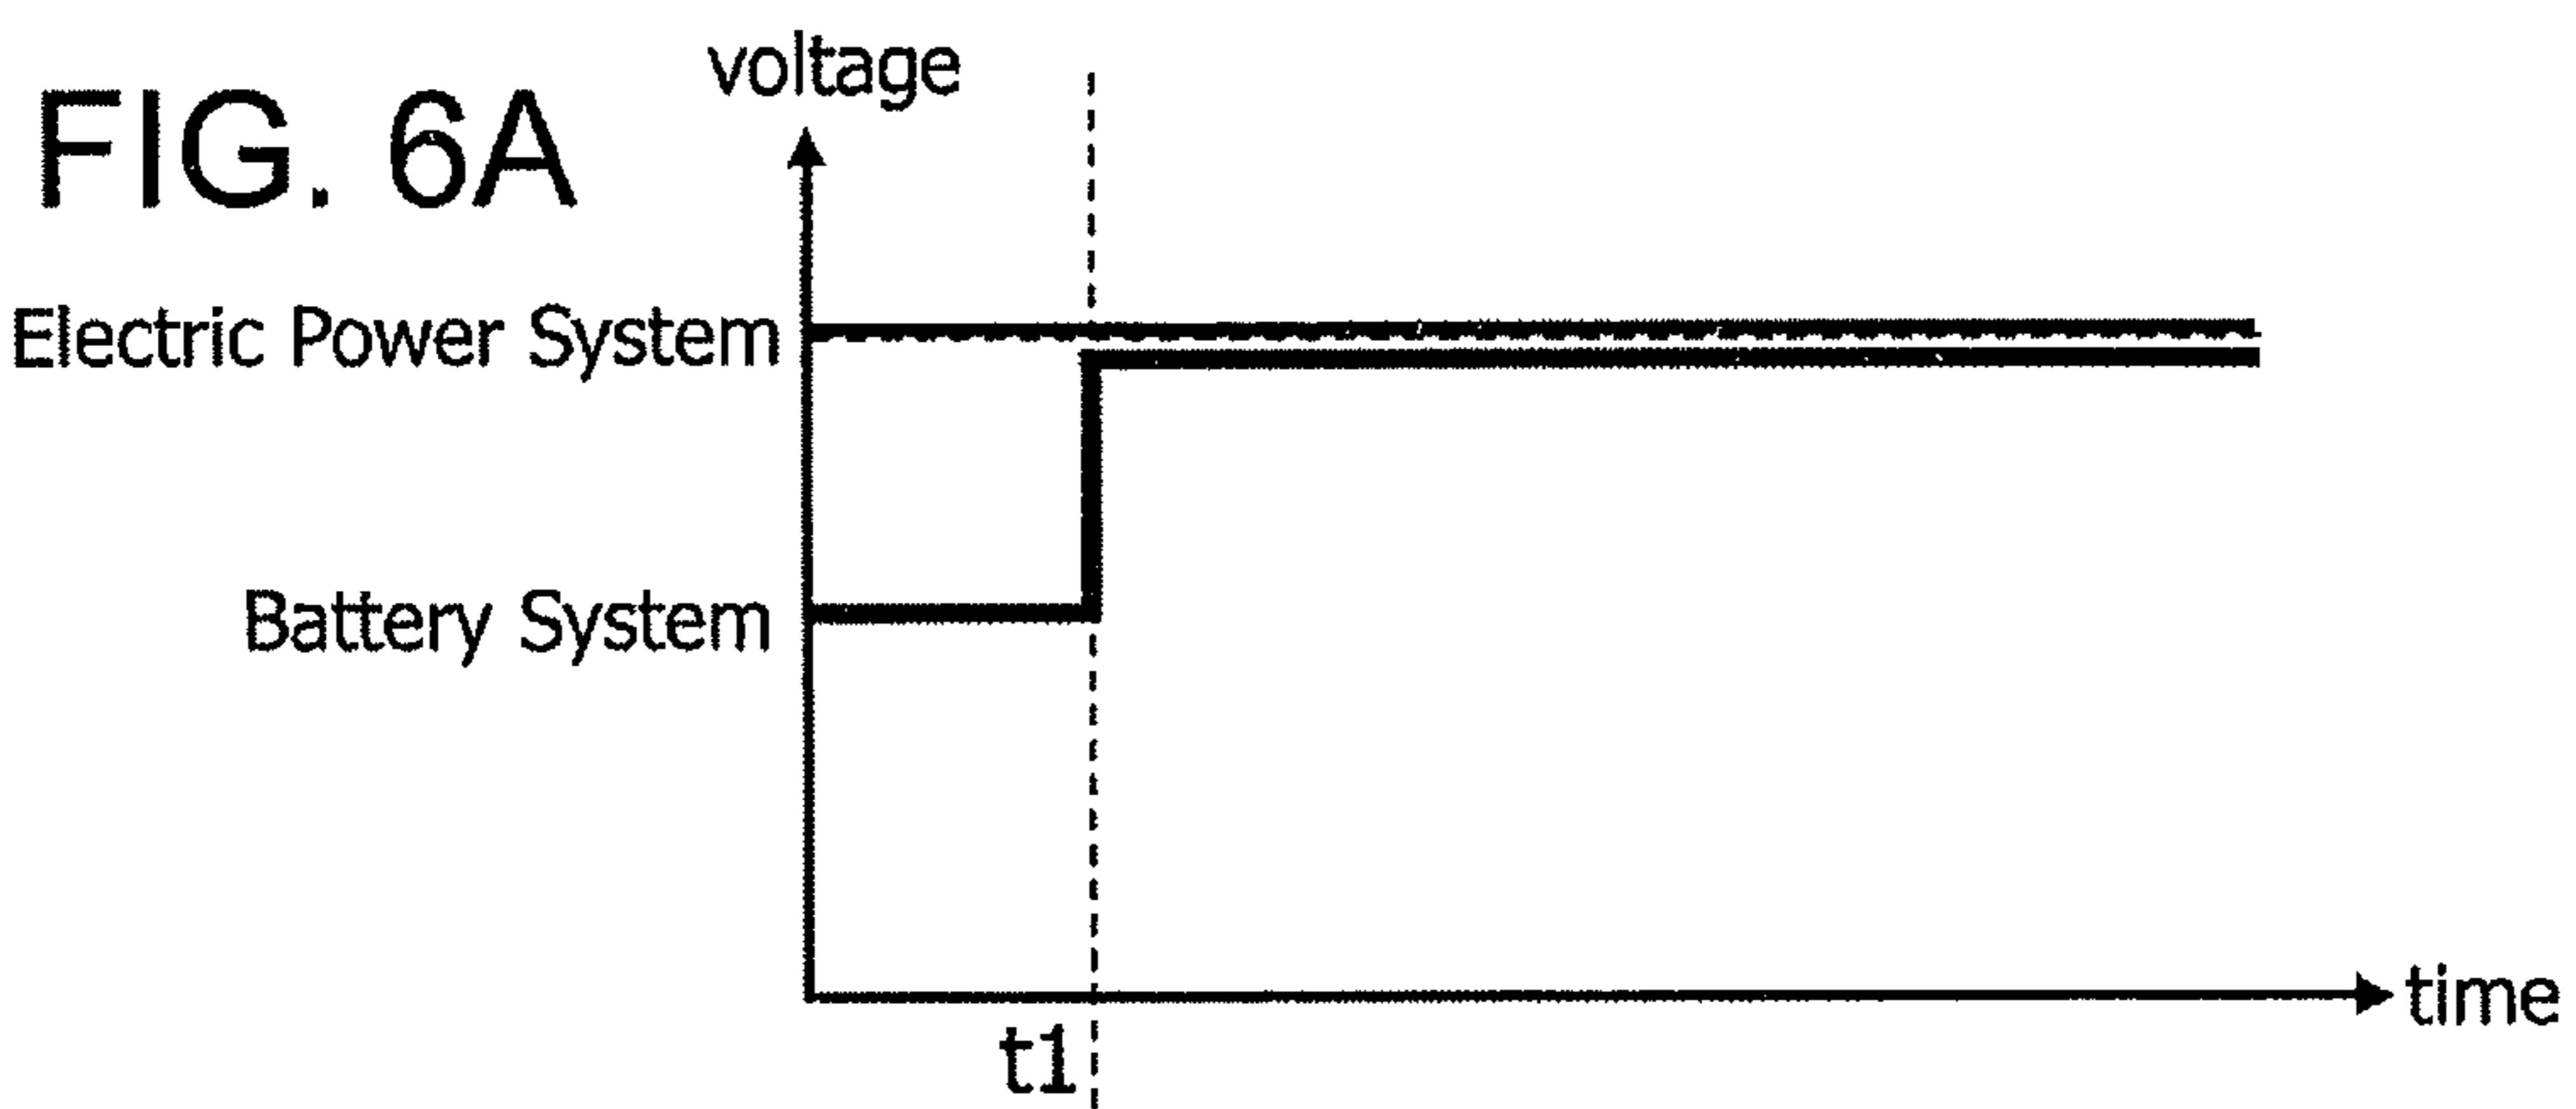 FIG. 6A
voltage
Electric Power System
Battery System
time
t1